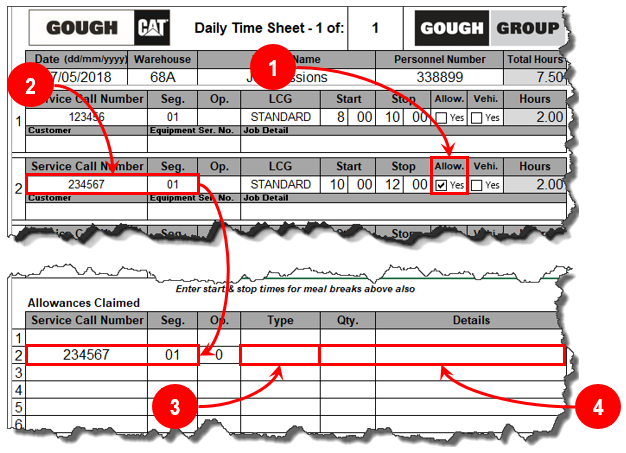 GOUGH CAT Daily Time Sheet - 1 of: 1 GOUGH GROUP
Date (dd/mm/yyyy) Warehouse Name Personnel Number Total Hours
7/05/2018 68A 338899 7.50
1
2
Service Call Number Seg. Op. LCG Start Stop Allow. Vehi. Hours
1 123456 01 STANDARD 8 00 10 00 Yes Yes 2.00
Customer Equipment Ser. No. Job Detail
Service Call Number Seg. Op. LCG Start Stop Allow. Vehi. Hours
2 234567 01 STANDARD 10 00 12 00 Yes Yes 2.00
Customer Equipment Ser. No. Job Detail
Enter start & stop times for meal breaks above also
Allowances Claimed
Service Call Number Seg. Op. Type Qty. Details
1
2 234567 01 0
3
4
5
6
3
4